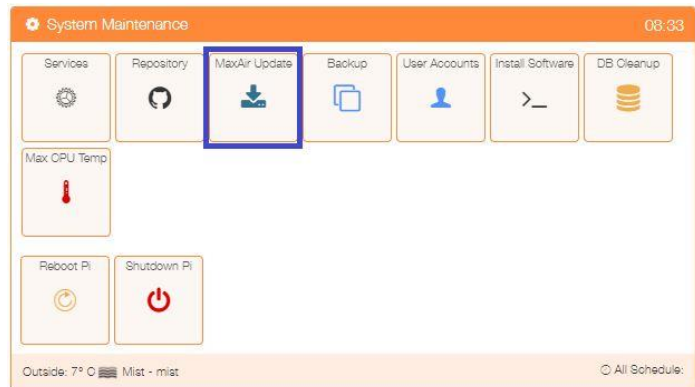 System Maintenance 08:33
Services Repository MaxAir Update Backup User Accounts Install Software DB Cleanup
Max CPU Temp
Reboot Pi Shutdown Pi
Outside: 7° C Mist - mist All Schedule: